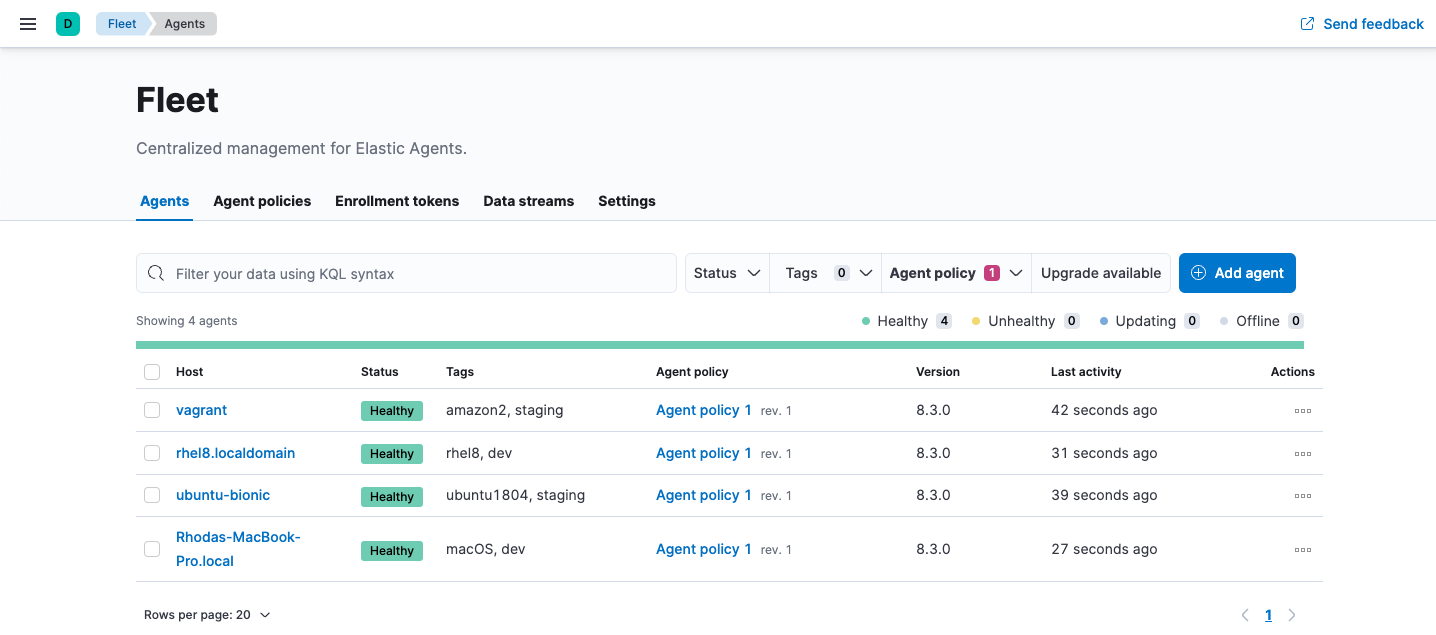 D Fleet Agents Send feedback
Fleet
Centralized management for Elastic Agents.
Agents Agent policies Enrollment tokens Data streams Settings
Filter your data using KQL syntax Status Tags 0 Agent policy 1 Upgrade available Add agent
Showing 4 agents Healthy 4 Unhealthy 0 Updating 0 Offline 0
Host Status Tags Agent policy Version Last activity Actions
vagrant Healthy amazon2, staging Agent policy 1 rev. 1 8.3.0 42 seconds ago
rhel8.localdomain Healthy rhel8, dev Agent policy 1 rev. 1 8.3.0 31 seconds ago
ubuntu-bionic Healthy ubuntu1804, staging Agent policy 1 rev. 1 8.3.0 39 seconds ago
Rhodas-MacBook-
Pro.local Healthy macOS, dev Agent policy 1 rev. 1 8.3.0 27 seconds ago
Rows per page: 20 1